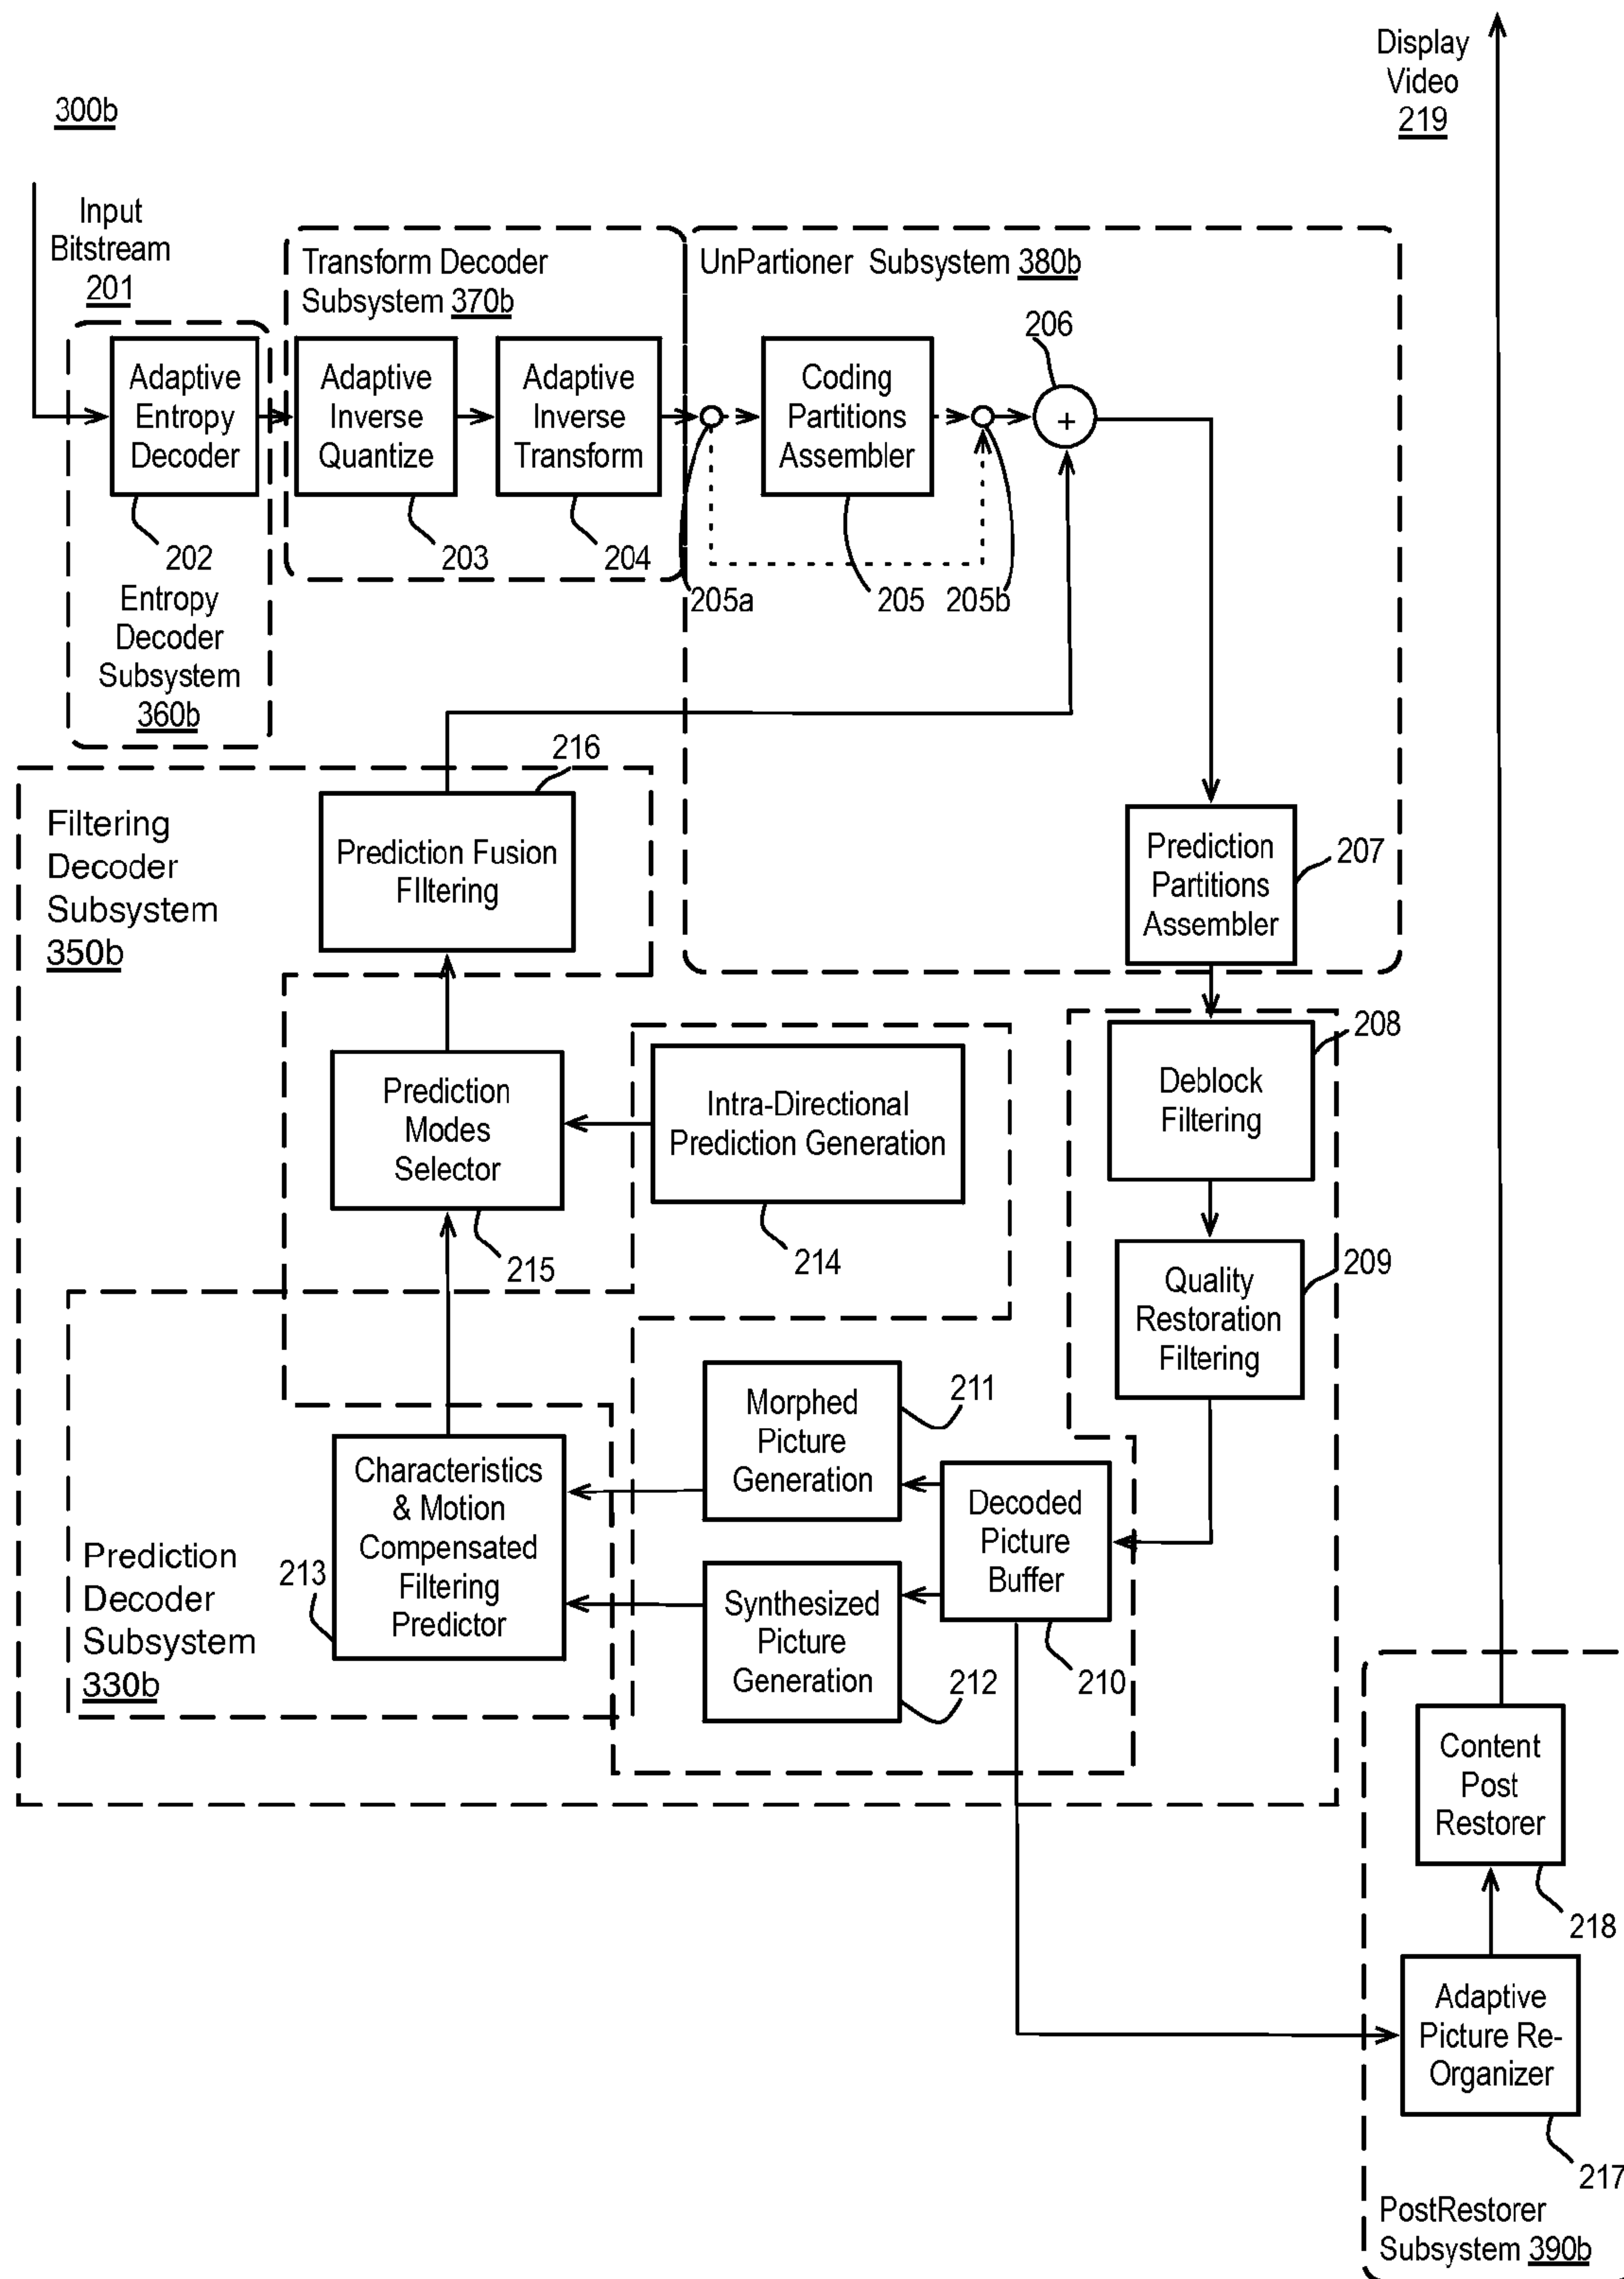 Display
Video
219
300b
Input
Bitstream
201
Transform Decoder
Subsystem 370b
UnPartioner Subsystem 380b
206
Adaptive
Entropy
Decoder
Adaptive
Inverse
Quantize
Adaptive
Inverse
Transform
Coding
Partitions
Assembler
+
202
203
204
205a
205
205b
Entropy
Decoder
Subsystem
360b
216
Filtering
Decoder
Subsystem
350b
Prediction Fusion
FIltering
Prediction
Partitions
Assembler
207
208
Deblock
Filtering
Prediction
Modes
Selector
Intra-Directional
Prediction Generation
215
214
209
Quality
Restoration
Filtering
Morphed
Picture
Generation
211
Characteristics
& Motion
Compensated
Filtering
Predictor
213
Decoded
Picture
Buffer
Prediction
Decoder
Subsystem
330b
Synthesized
Picture
Generation
212
210
Content
Post
Restorer
218
Adaptive
Picture Re-
Organizer
217
PostRestorer
Subsystem 390b